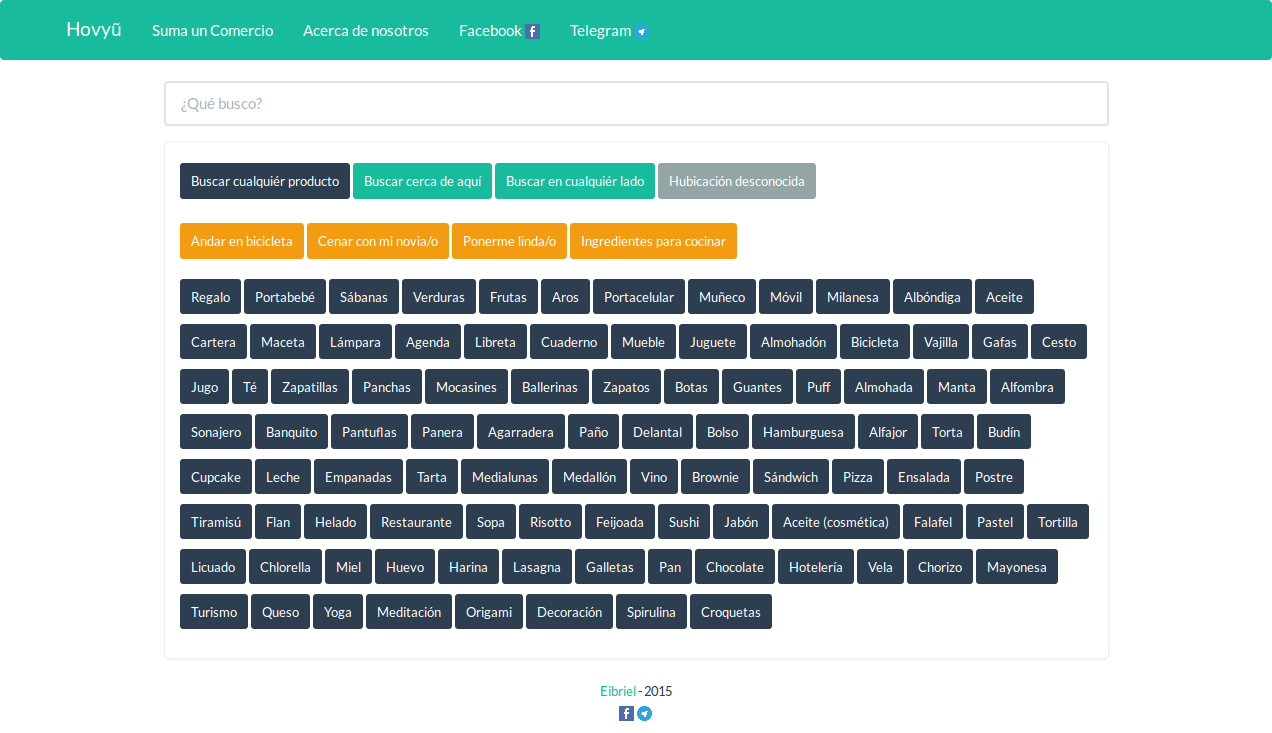 Hovyũ Suma un Comercio Acerca de nosotros Facebook Telegram
¿Qué busco?
Buscar cualquiér producto Buscar cerca de aquí Buscar en cualquiér lado Hubicación desconocida
Andar en bicicleta Cenar con mi novia/o Ponerme linda/o Ingredientes para cocinar
Regalo Portabebé Sábanas Verduras Frutas Aros Portacelular Muñeco Móvil Milanesa Albóndiga Aceite
Cartera Maceta Lámpara Agenda Libreta Cuaderno Mueble Juguete Almohadón Bicicleta Vajilla Gafas Cesto
Jugo Té Zapatillas Panchas Mocasines Ballerinas Zapatos Botas Guantes Puff Almohada Manta Alfombra
Sonajero Banquito Pantuflas Panera Agarradera Paño Delantal Bolso Hamburguesa Alfajor Torta Budín
Cupcake Leche Empanadas Tarta Medialunas Medallón Vino Brownie Sándwich Pizza Ensalada Postre
Tiramisú Flan Helado Restaurante Sopa Risotto Feijoada Sushi Jabón Aceite (cosmética) Falafel Pastel Tortilla
Licuado Chlorella Miel Huevo Harina Lasagna Galletas Pan Chocolate Hotelería Vela Chorizo Mayonesa
Turismo Queso Yoga Meditación Origami Decoración Spirulina Croquetas
Eibriel - 2015